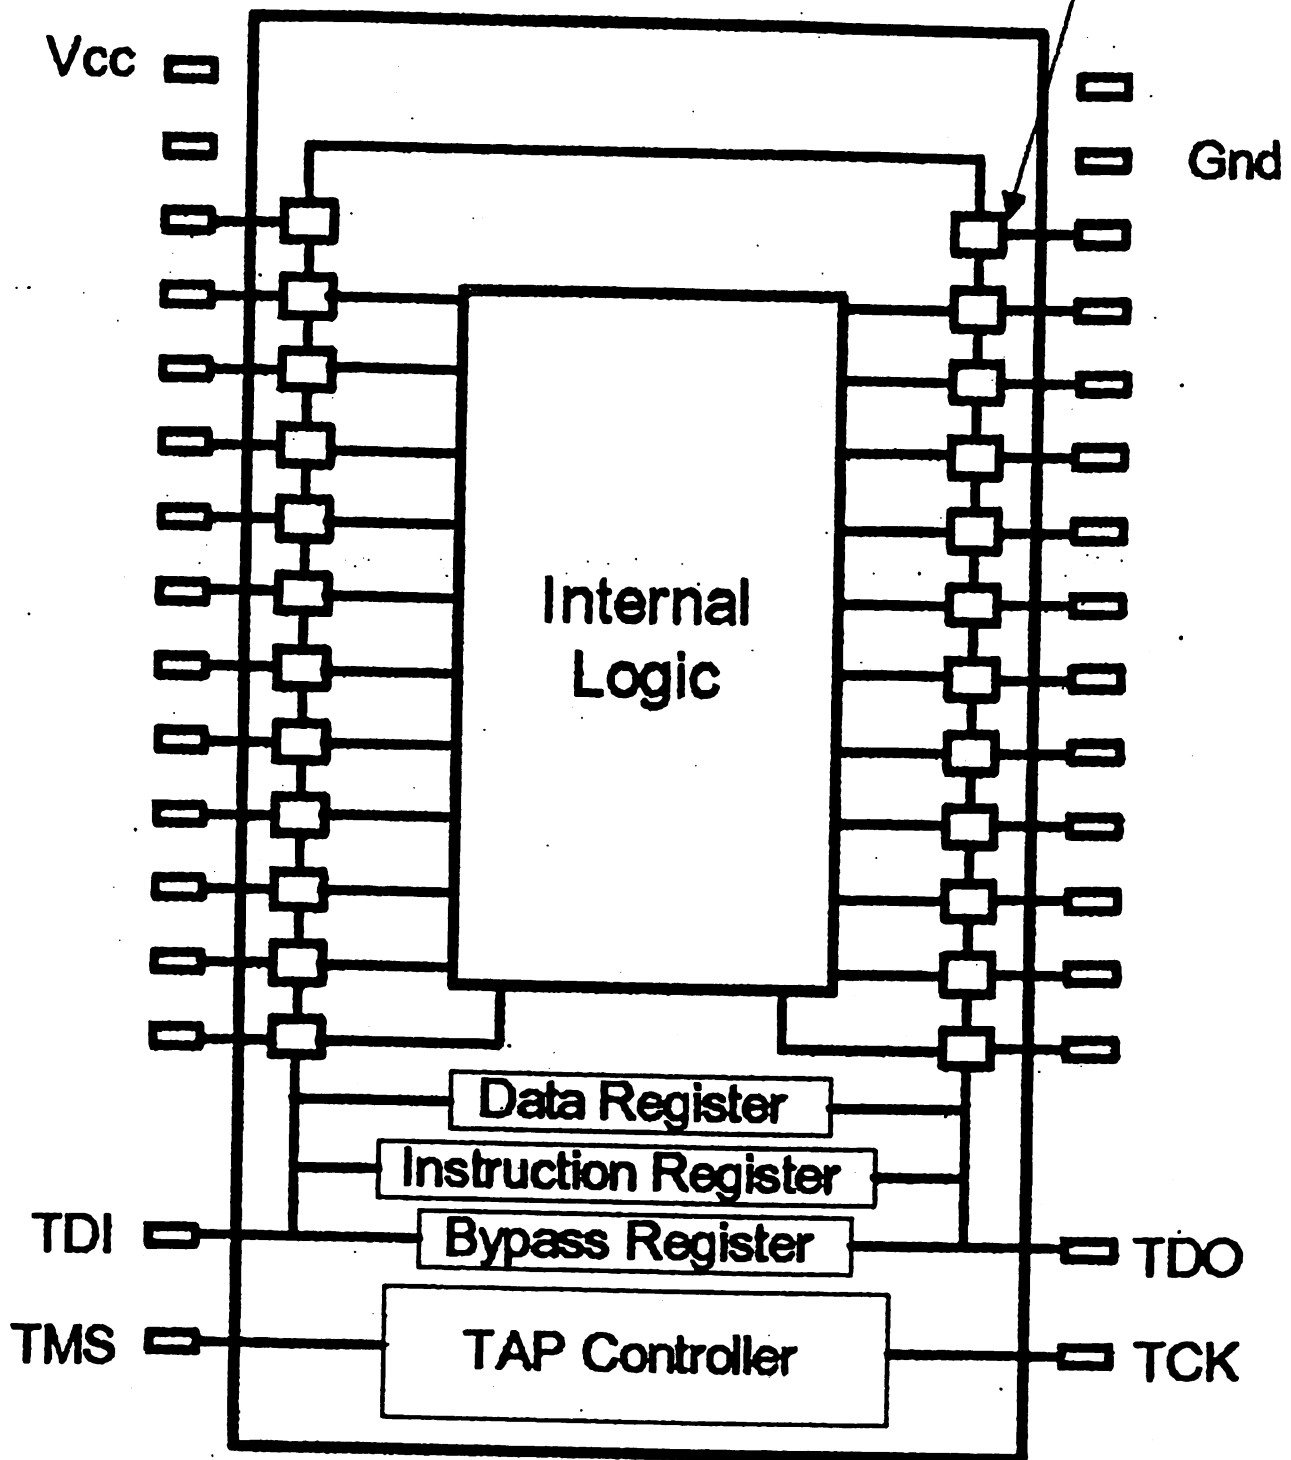 Vcc
Gnd
Internal
Logic
Data Register
Instruction Register
TDI
Bypass Register
TDO
TMS
TAP Controller
TCK